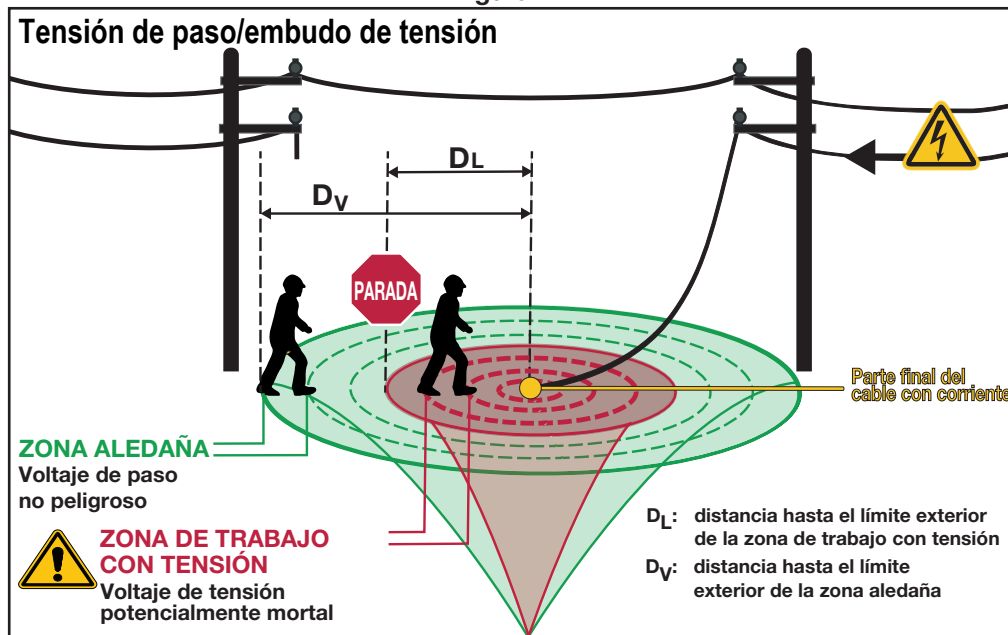 Tensión de paso/embudo de tensión
DL
DV
PARADA
Parte final del
cable con corriente
ZONA ALEDAÑA
Voltaje de paso
no peligroso
ZONA DE TRABAJO
CON TENSIÓN
Voltaje de tensión
potencialmente mortal
DL: distancia hasta el límite exterior
de la zona de trabajo con tensión
DV: distancia hasta el límite
exterior de la zona aledaña